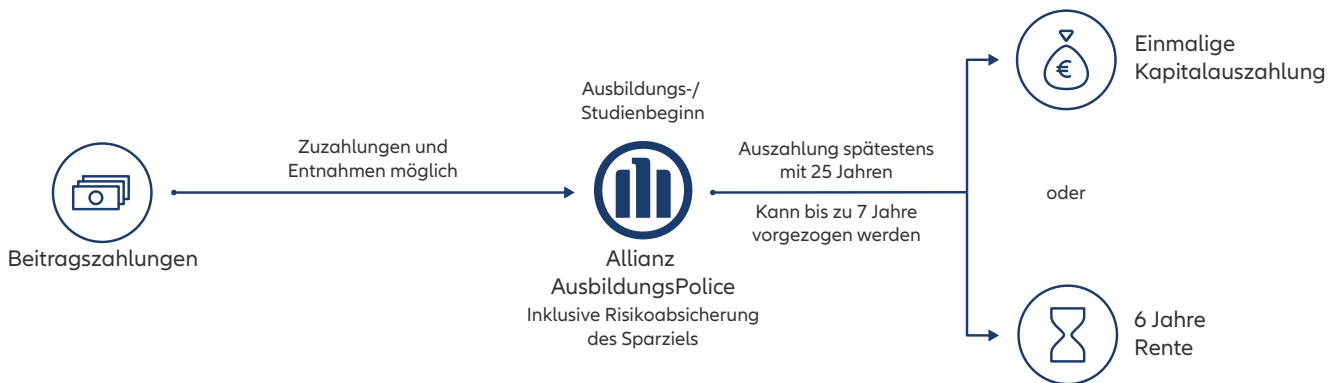 Beitragszahlungen
Zuzahlungen und
Entnahmen möglich
Ausbildungs-/
Studienbeginn
Allianz
AusbildungsPolice
Inklusive Risikoabsicherung
des Sparziels
Auszahlung spätestens
mit 25 Jahren
Kann bis zu 7 Jahre
vorgezogen werden
€
Einmalige
Kapitalauszahlung
oder
6 Jahre
Rente